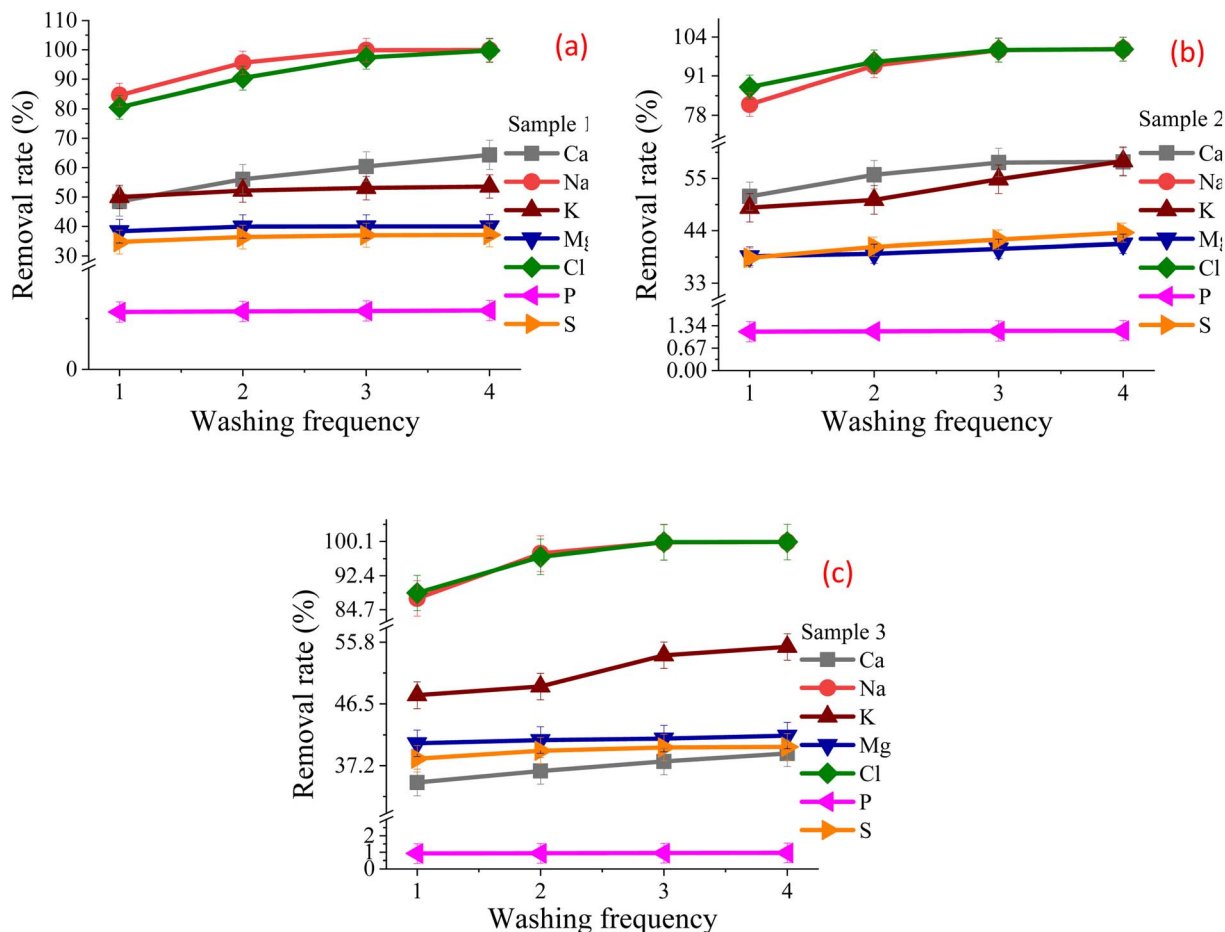 110
100
90
80
70
60
50
40
30
0
Removal rate (%)
(a)
Sample 1
Ca
Na
K
Mg
Cl
P
S
1 2 3 4
Washing frequency
104
91
78
55
44
33
1.34
0.67
0.00
Removal rate (%)
(b)
Sample 2
Ca
Na
K
Mg
Cl
P
S
1 2 3 4
Washing frequency
100.1
92.4
84.7
55.8
46.5
37.2
2
1
0
Removal rate (%)
(c)
Sample 3
Ca
Na
K
Mg
Cl
P
S
1 2 3 4
Washing frequency